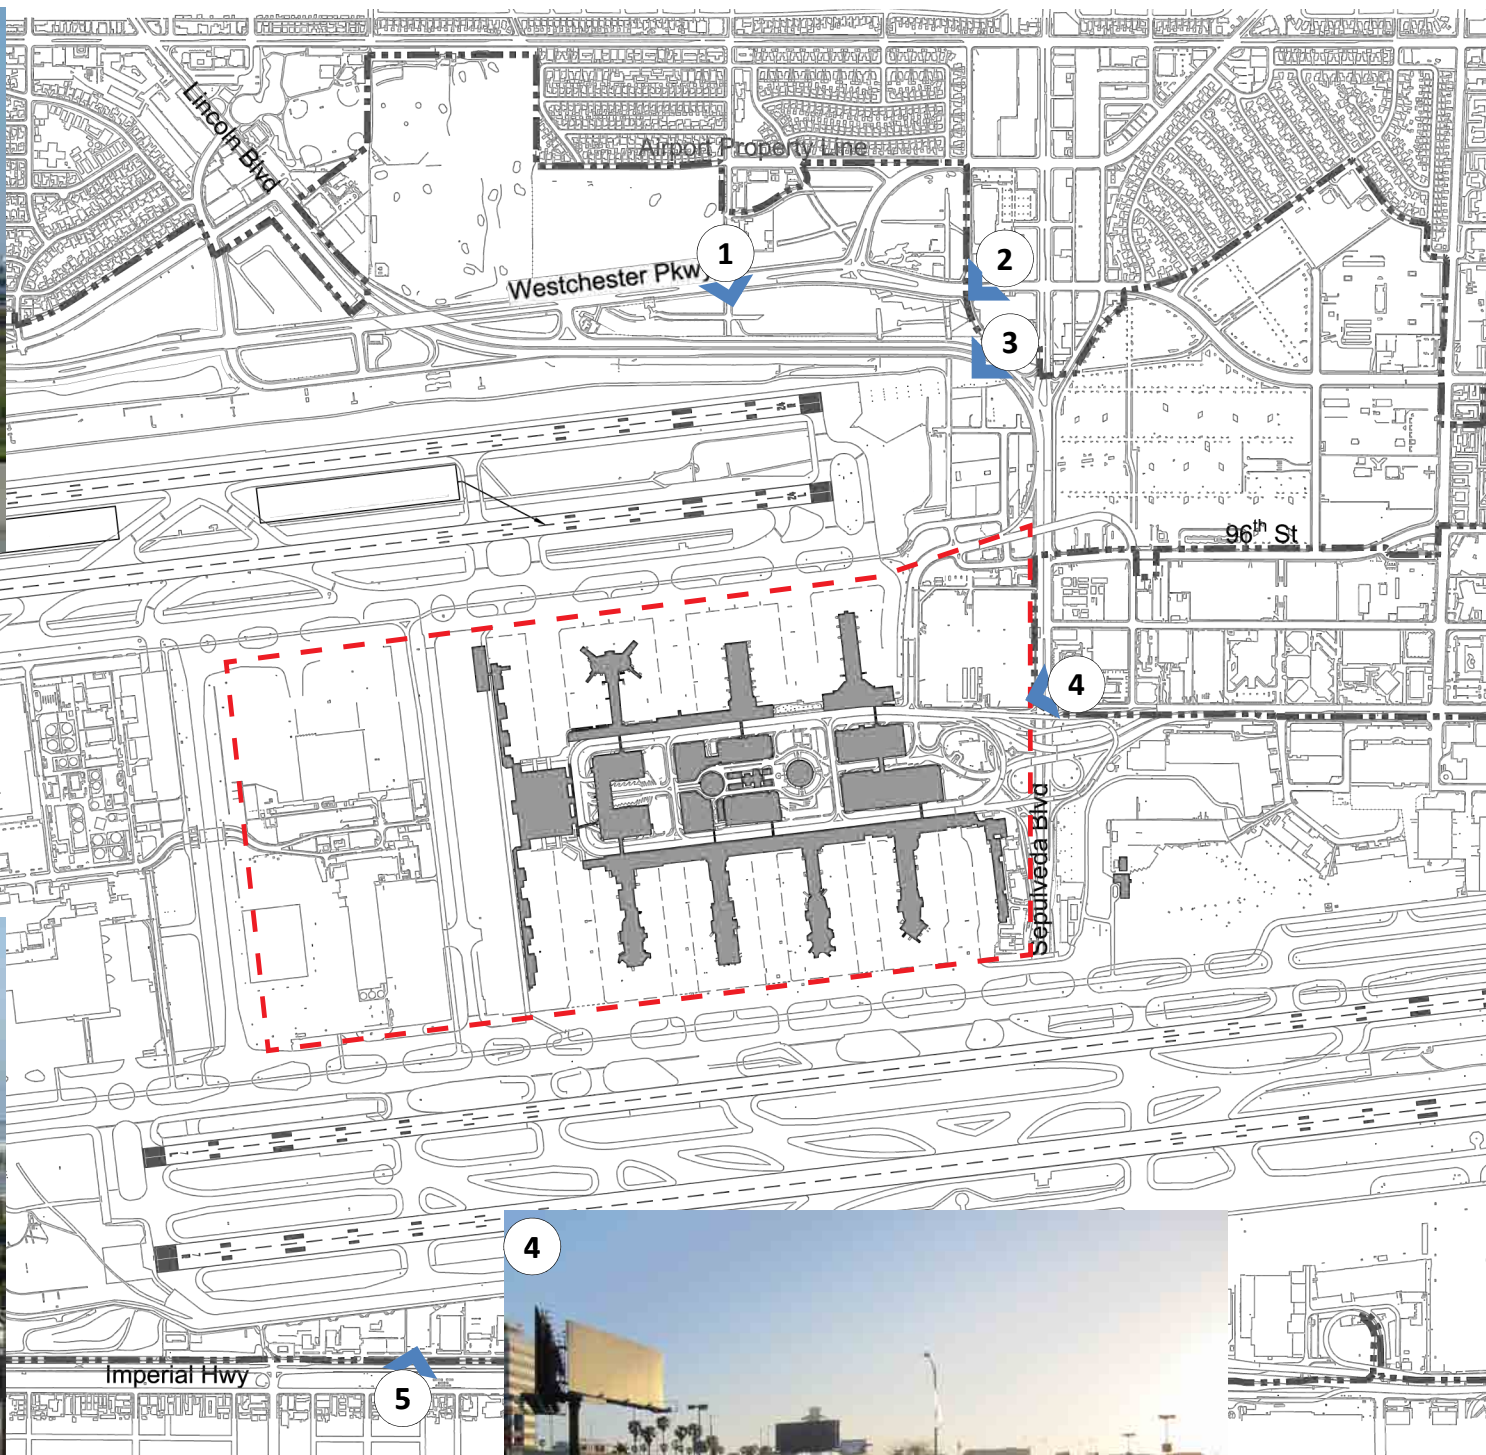 Lincoln Blvd
Airport Property Line
1
2
Westchester Pkwy
3
96th St
4
Sepulveda Blvd
4
Imperial Hwy
5